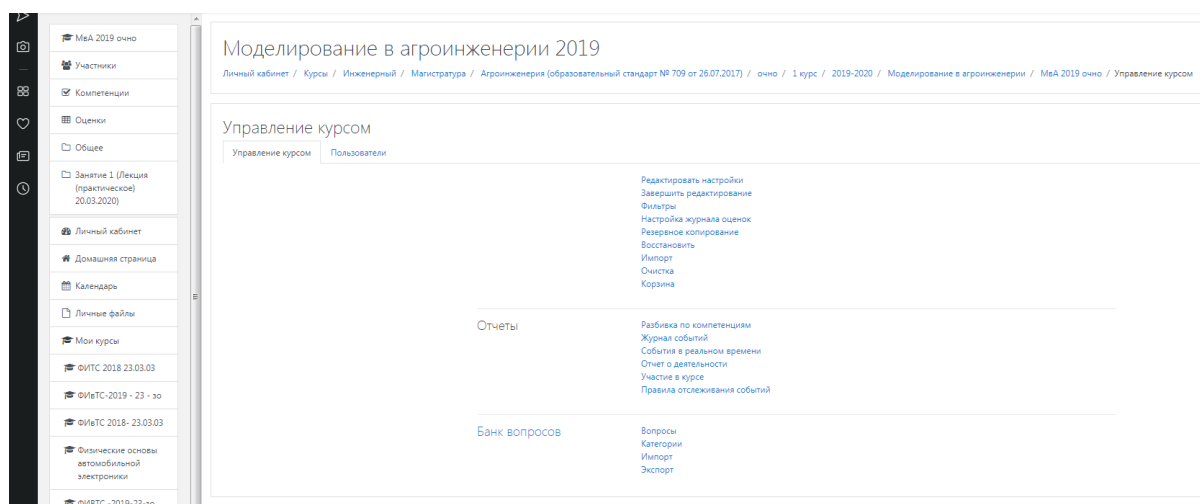 МвА 2019 очно
Участники
Компетенции
Оценки
Общее
Занятие 1 (Лекция
(практическое)
20.03.2020)
Личный кабинет
Домашняя страница
Календарь
Личные файлы
Мои курсы
ФИТС 2018 23.03.03
ФИвТС-2019 - 23 - зо
ФИвТС 2018- 23.03.03
Физические основы
автомобильной
электроники
ФИВТС -2019-23-зо
Моделирование в агроинженерии 2019
Личный кабинет / Курсы / Инженерный / Магистратура / Агроинженерия (образовательный стандарт № 709 от 26.07.2017) / очно / 1 курс / 2019-2020 / Моделирование в агроинженерии / МвА 2019 очно / Управление курсом
Управление курсом
Управление курсом Пользователи
Редактировать настройки
Завершить редактирование
Фильтры
Настройка журнала оценок
Резервное копирование
Восстановить
Импорт
Очистка
Корзина
Отчеты
Разбивка по компетенциям
Журнал событий
События в реальном времени
Отчет о деятельности
Участие в курсе
Правила отслеживания событий
Банк вопросов
Вопросы
Категории
Импорт
Экспорт